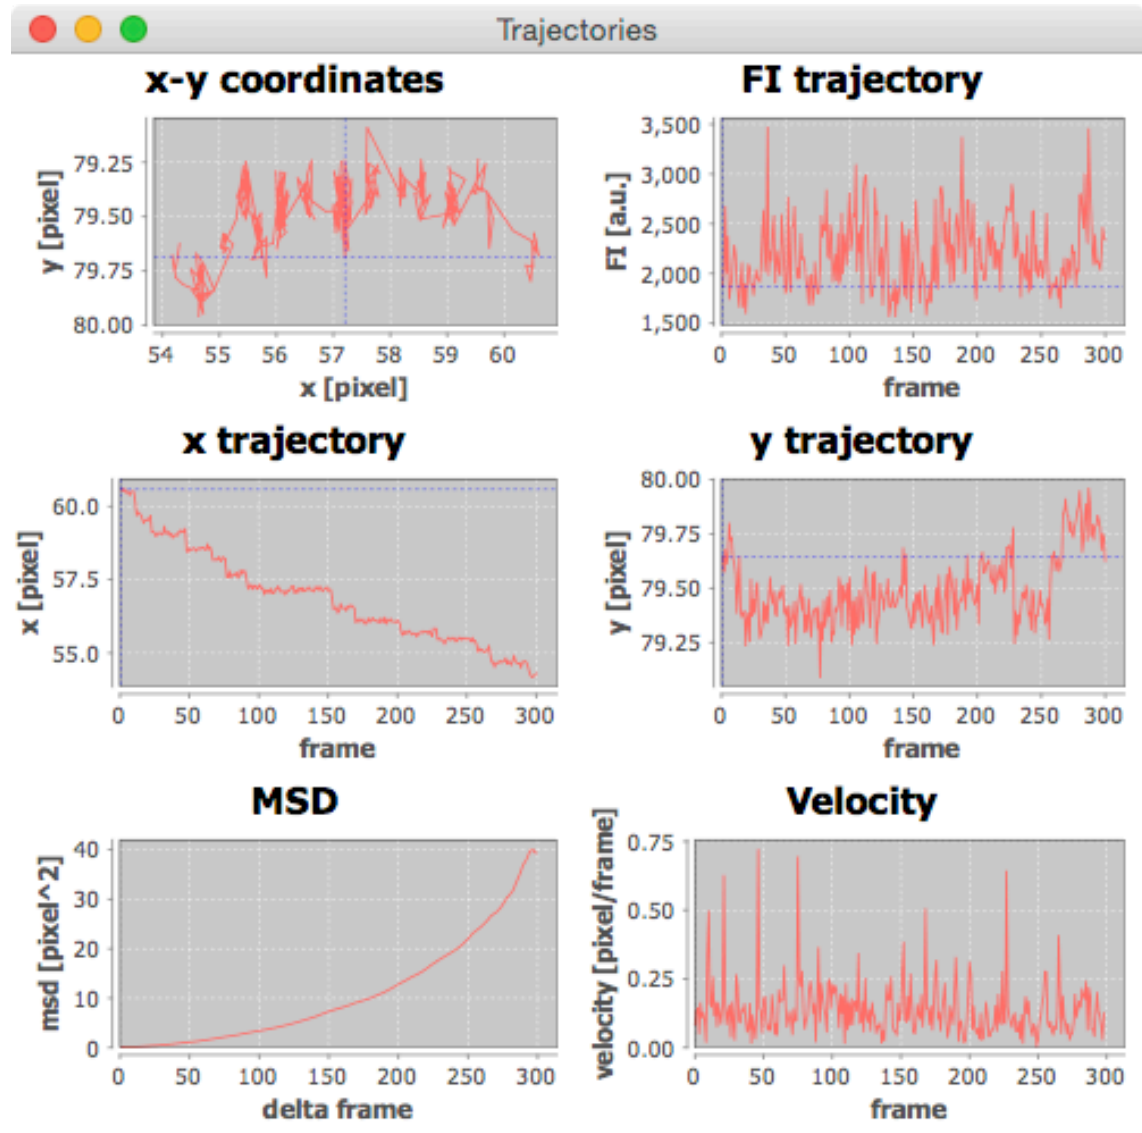 Trajectories
x-y coordinates
y [pixel]
79.25
79.50
79.75
80.00
54 55 56 57 58 59 60
x [pixel]
FI trajectory
FI [a.u.]
3,500
3,000
2,500
2,000
1,500
0 50 100 150 200 250 300
frame
x trajectory
x [pixel]
60.0
57.5
55.0
0 50 100 150 200 250 300
frame
y trajectory
y [pixel]
80.00
79.75
79.50
79.25
0 50 100 150 200 250 300
frame
MSD
msd [pixel^2]
40
30
20
10
0
0 50 100 150 200 250 300
delta frame
Velocity
velocity [pixel/frame]
0.75
0.50
0.25
0.00
0 50 100 150 200 250 300
frame